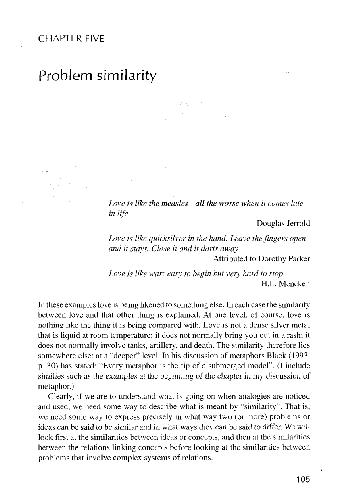 CHAPTER FIVE
Problem similarity
Love is like the measles – all the worse when it comes late
in life
Douglas Jerrold
Love is like quicksilver in the hand. Leave the fingers open
and it stays. Close it and it darts away.
Attributed to Dorothy Parker
Love is like war: easy to begin but very hard to stop
H.L. Mencken
In these examples love is being likened to something else. In each case the similarity
between love and that other thing is explained. At one level, of course, love is
nothing like the thing it is being compared with. Love is not a dense silver metal
that is liquid at room temperature; it does not normally bring you out in a rash; it
does not normally involve tanks, artillery, and death. The similarity therefore lies
somewhere else: at a "deeper" level. In his discussion of metaphors Black (1993,
p. 30) has stated: "Every metaphor is the tip of a submerged model". (I include
similes such as the examples at the beginning of the chapter in my discussion of
metaphor.)
Clearly, if we are to understand what is going on when analogies are noticed
and used, we need some way to describe what is meant by "similarity". That is,
we need some way to express precisely in what way two (or more) problems or
ideas can be said to be similar and in what ways they can be said to differ. We will
look first at the similarities between ideas or concepts, and then at the similarities
between the relations linking concepts before looking at the similarities between
problems that involve complex systems of relations.
105